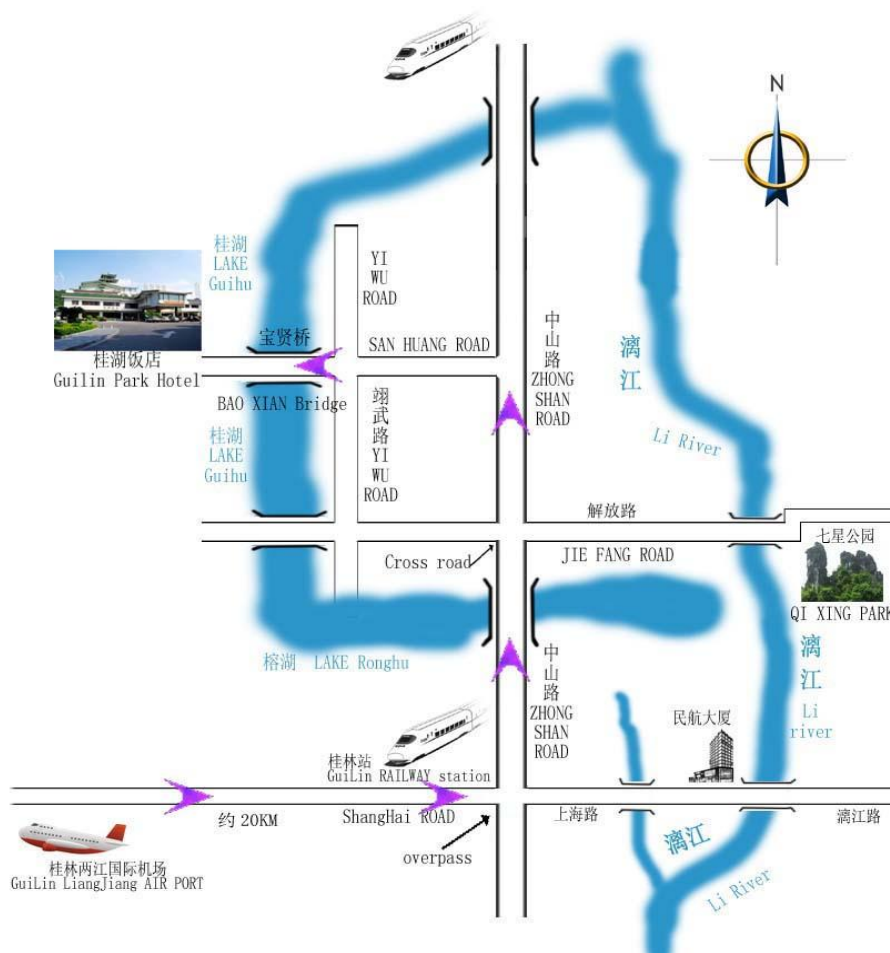 N
桂湖
LAKE
Guihu
YI
WU
ROAD
宝贤桥
SAN HUANG ROAD
中
山
路
ZHONG
SHAN
ROAD
漓
江
桂湖饭店
Guilin Park Hotel
BAO XIAN Bridge
翊
武
路
YI
WU
ROAD
桂湖
LAKE
Guihu
Li River
解放路
七星公园
Cross road
JIE FANG ROAD
QI XING PARK
榕湖 LAKE Ronghu
中
山
路
ZHONG
SHAN
ROAD
漓
江
Li
river
民航大厦
桂林站
GuiLin RAILWAY station
约 20KM
ShangHai ROAD
上海路
漓江路
overpass
漓江
Li River
桂林两江国际机场
GuiLin LiangJiang AIR PORT